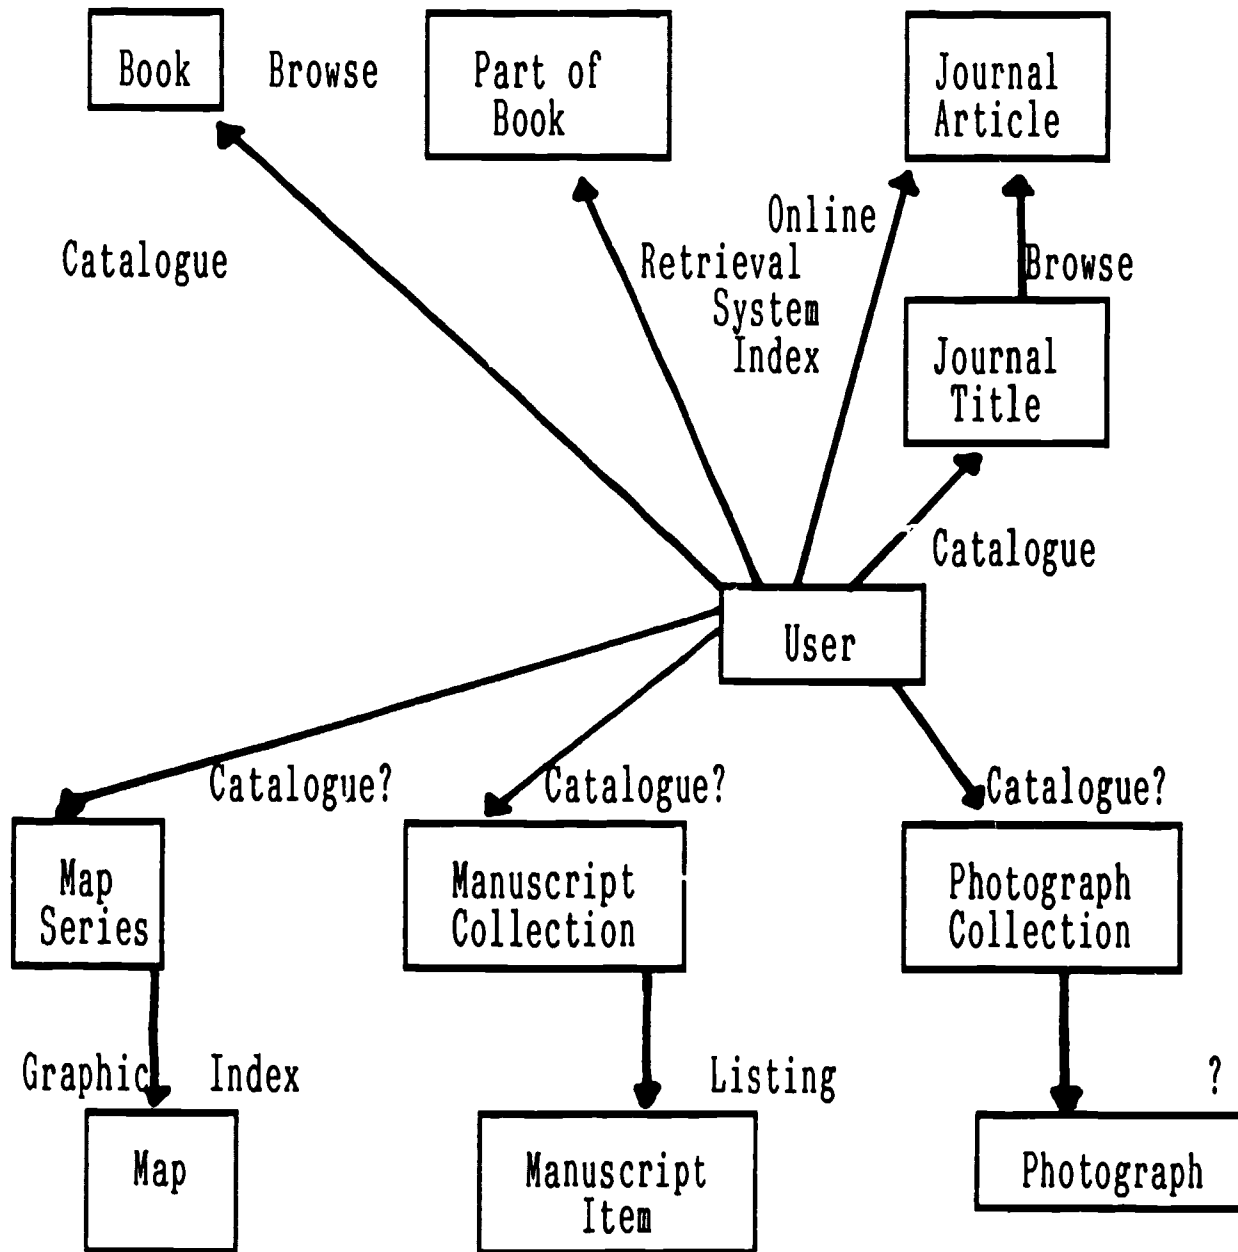 Book
Browse
Part of
Book
Journal
Article
Catalogue
Online
Retrieval
System
Index
Browse
Journal
Title
Catalogue
User
Catalogue?
Catalogue?
Catalogue?
Map
Series
Manuscript
Collection
Photograph
Collection
Graphic Index
Listing
?
Map
Manuscript
Item
Photograph